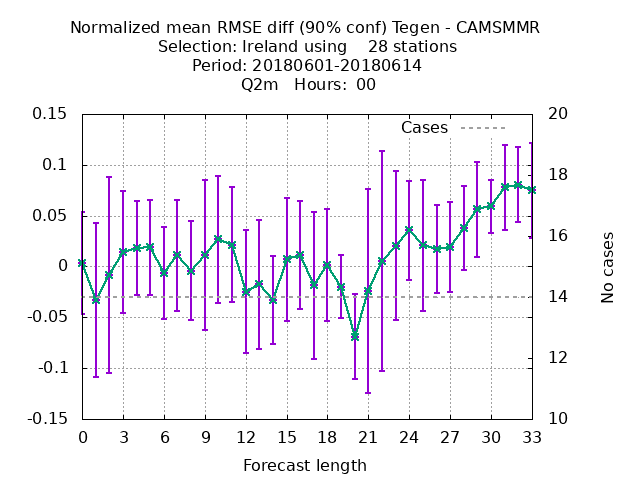 Normalized mean RMSE diff (90% conf) Tegen - CAMSMMR
Selection: Ireland using    28 stations
Period: 20180601-20180614
Q2m   Hours:  00
Cases
0.15
0.1
0.05
0
-0.05
-0.1
-0.15
20
18
16
14
12
10
No cases
0 3 6 9 12 15 18 21 24 27 30 33
Forecast length